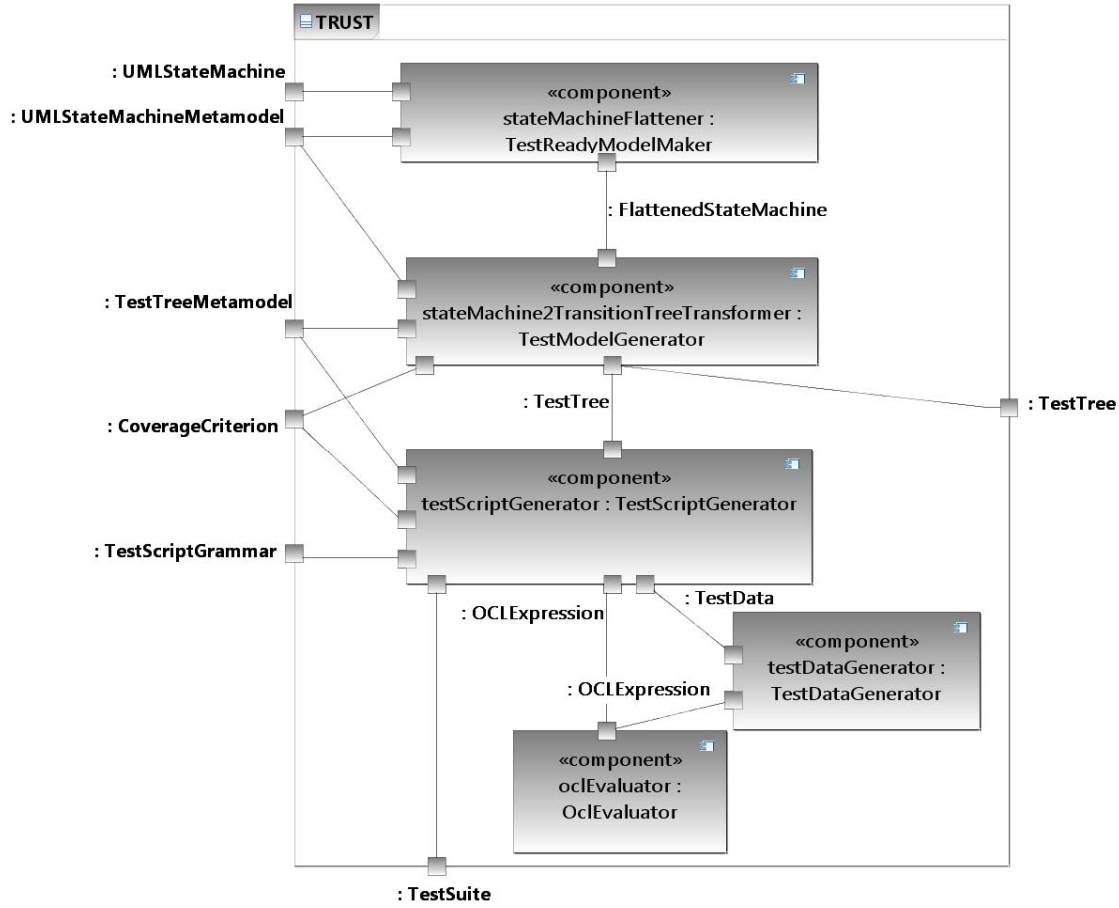 TRUST
: UMLStateMachine
: UMLStateMachineMetamodel
«component»
stateMachineFlattener :
TestReadyModelMaker
: FlattenedStateMachine
«component»
stateMachine2TransitionTreeTransformer :
TestModelGenerator
: TestTreeMetamodel
: TestTree
: TestTree
: CoverageCriterion
«component»
testScriptGenerator : TestScriptGenerator
: TestScriptGrammar
: OCLExpression
: TestData
«component»
testDataGenerator :
TestDataGenerator
: OCLExpression
«component»
oclEvaluator :
OclEvaluator
: TestSuite